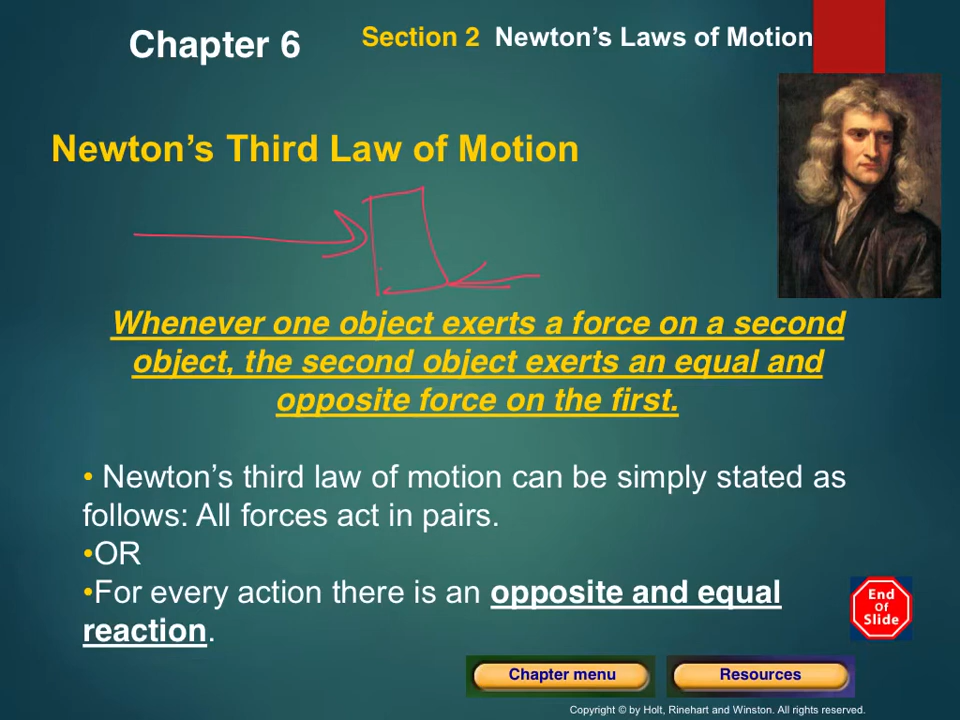 Chapter 6
Section 2 Newton’s Laws of Motion
Newton’s Third Law of Motion
Whenever one object exerts a force on a second
object, the second object exerts an equal and
opposite force on the first.
• Newton’s third law of motion can be simply stated as
follows: All forces act in pairs.
•OR
•For every action there is an opposite and equal
reaction.
End
Of
Slide
Chapter menu
Resources
Copyright © by Holt, Rinehart and Winston. All rights reserved.